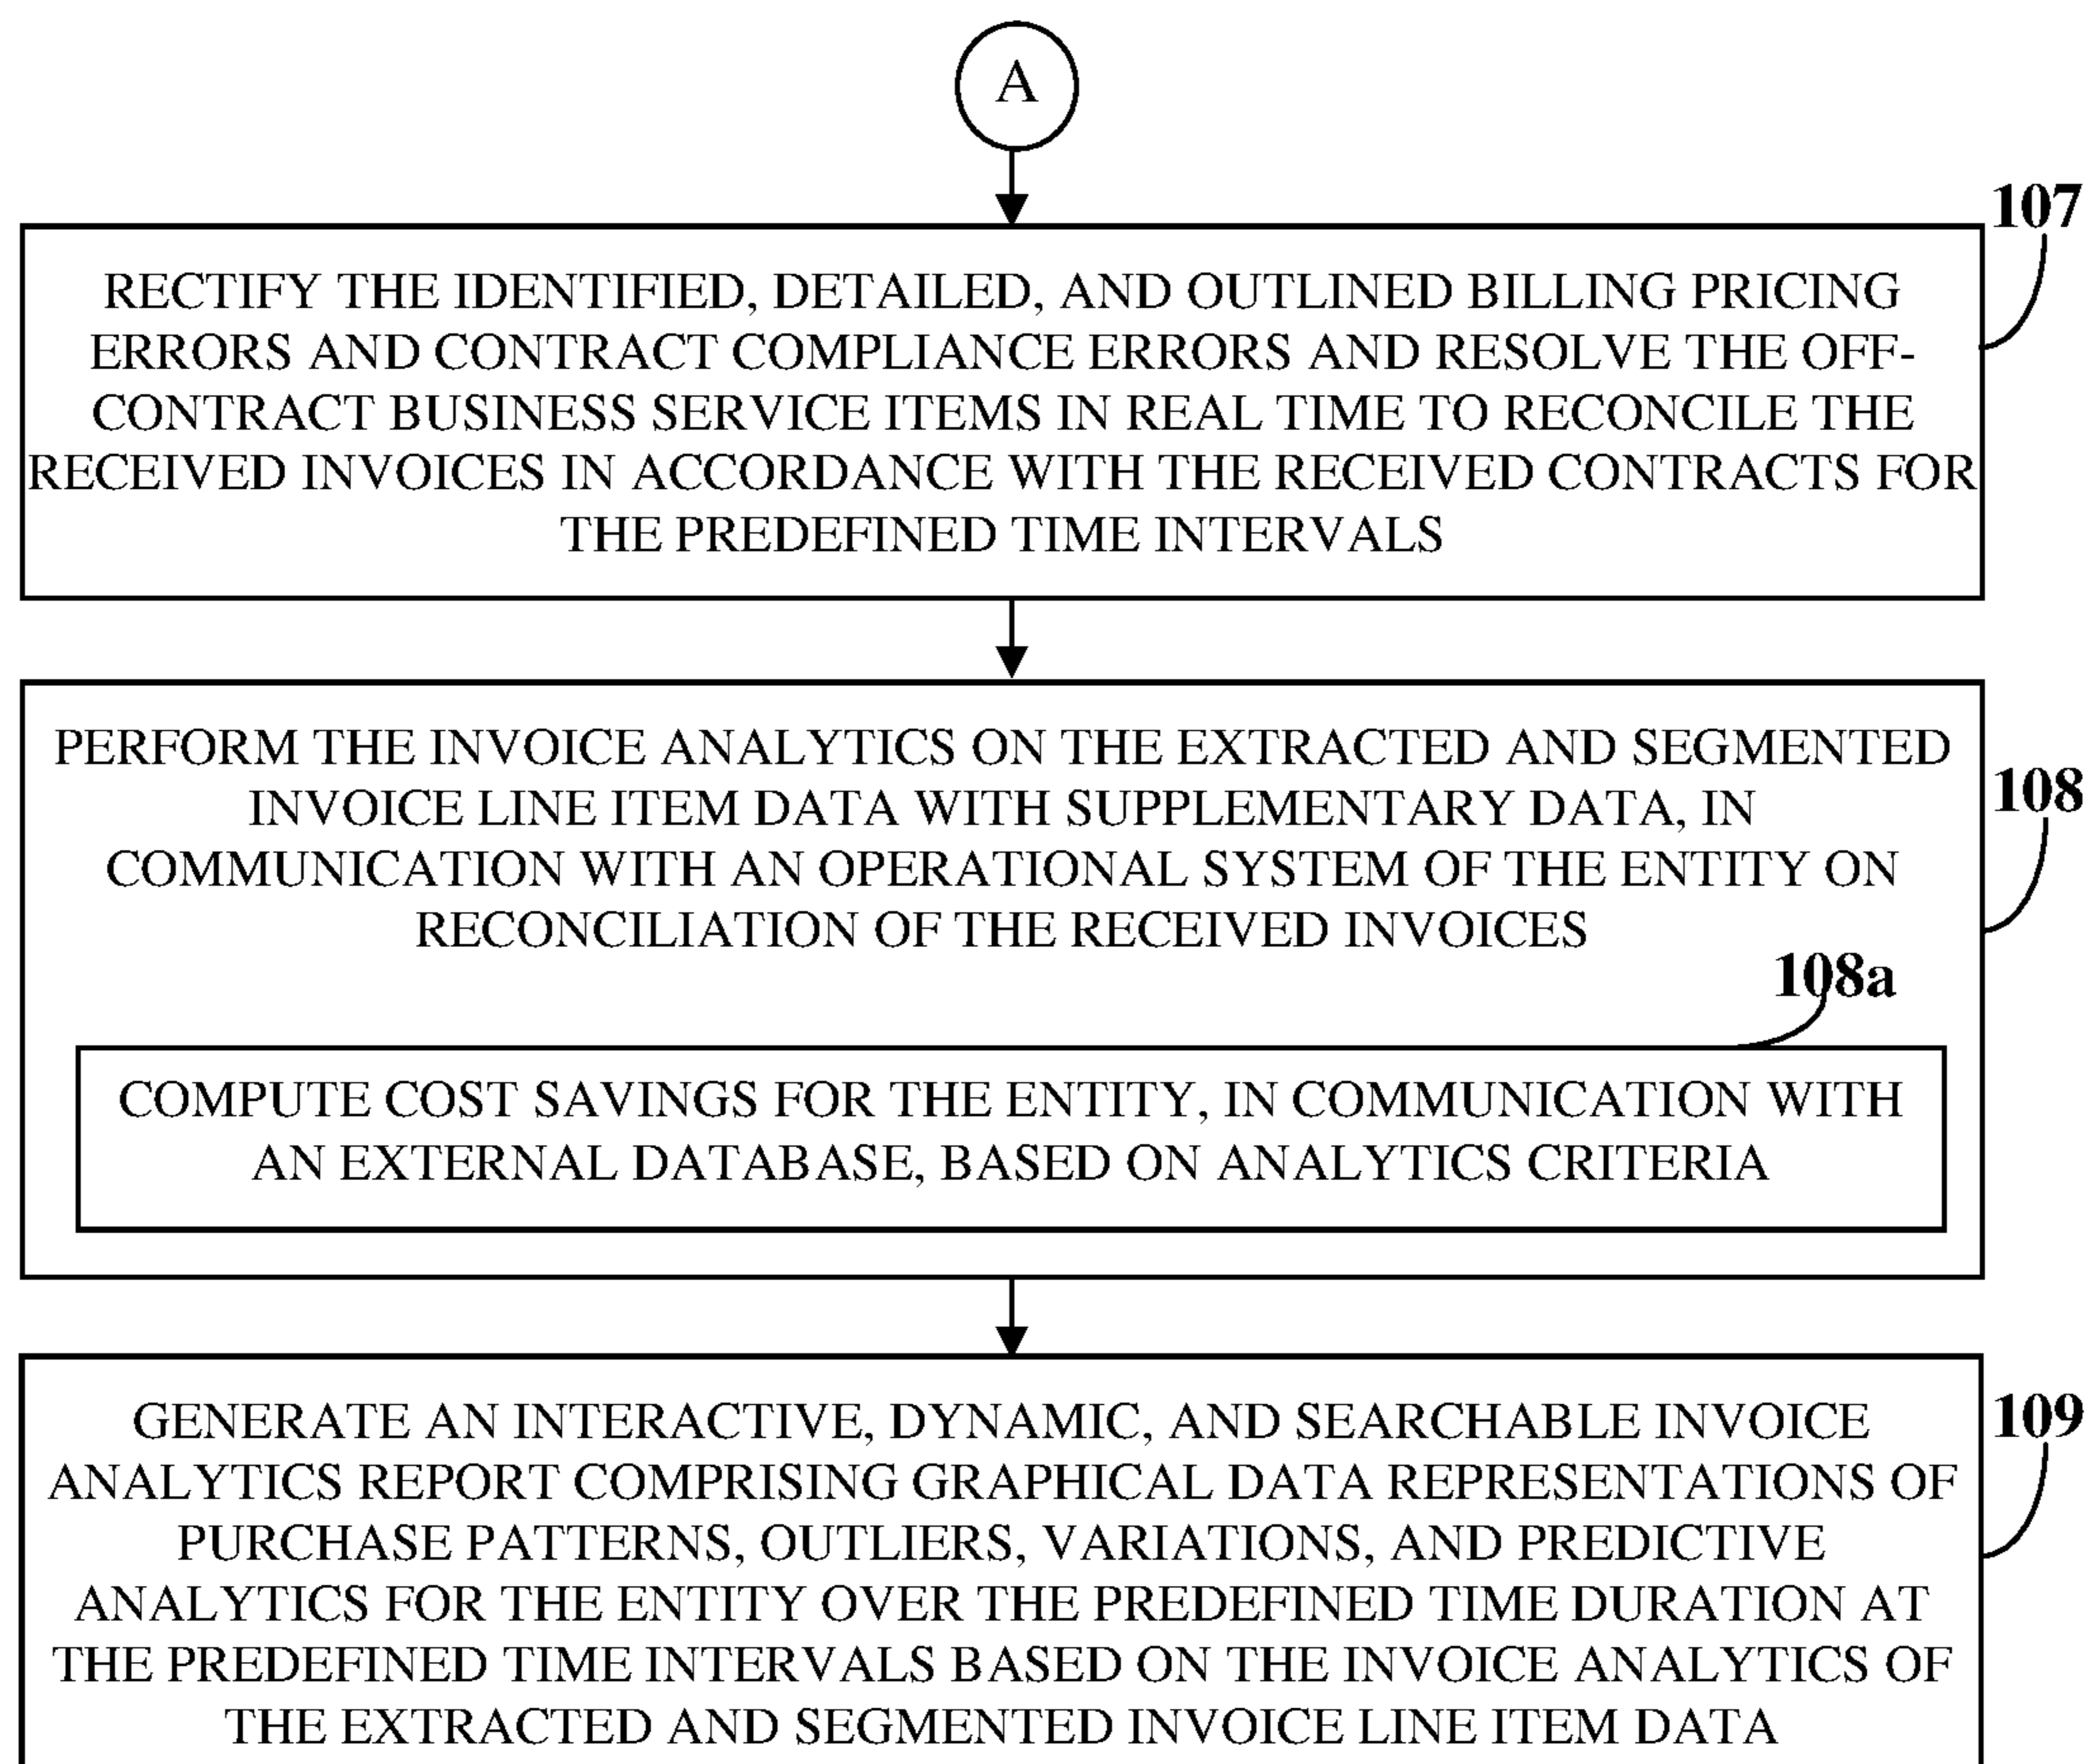 A
107
RECTIFY THE IDENTIFIED, DETAILED, AND OUTLINED BILLING PRICING
ERRORS AND CONTRACT COMPLIANCE ERRORS AND RESOLVE THE OFF-
CONTRACT BUSINESS SERVICE ITEMS IN REAL TIME TO RECONCILE THE
RECEIVED INVOICES IN ACCORDANCE WITH THE RECEIVED CONTRACTS FOR
THE PREDEFINED TIME INTERVALS
PERFORM THE INVOICE ANALYTICS ON THE EXTRACTED AND SEGMENTED
108
INVOICE LINE ITEM DATA WITH SUPPLEMENTARY DATA, IN
COMMUNICATION WITH AN OPERATIONAL SYSTEM OF THE ENTITY ON
RECONCILIATION OF THE RECEIVED INVOICES
108a
COMPUTE COST SAVINGS FOR THE ENTITY, IN COMMUNICATION WITH
AN EXTERNAL DATABASE, BASED ON ANALYTICS CRITERIA
109
GENERATE AN INTERACTIVE, DYNAMIC, AND SEARCHABLE INVOICE
ANALYTICS REPORT COMPRISING GRAPHICAL DATA REPRESENTATIONS OF
PURCHASE PATTERNS, OUTLIERS, VARIATIONS, AND PREDICTIVE
ANALYTICS FOR THE ENTITY OVER THE PREDEFINED TIME DURATION AT
THE PREDEFINED TIME INTERVALS BASED ON THE INVOICE ANALYTICS OF
THE EXTRACTED AND SEGMENTED INVOICE LINE ITEM DATA